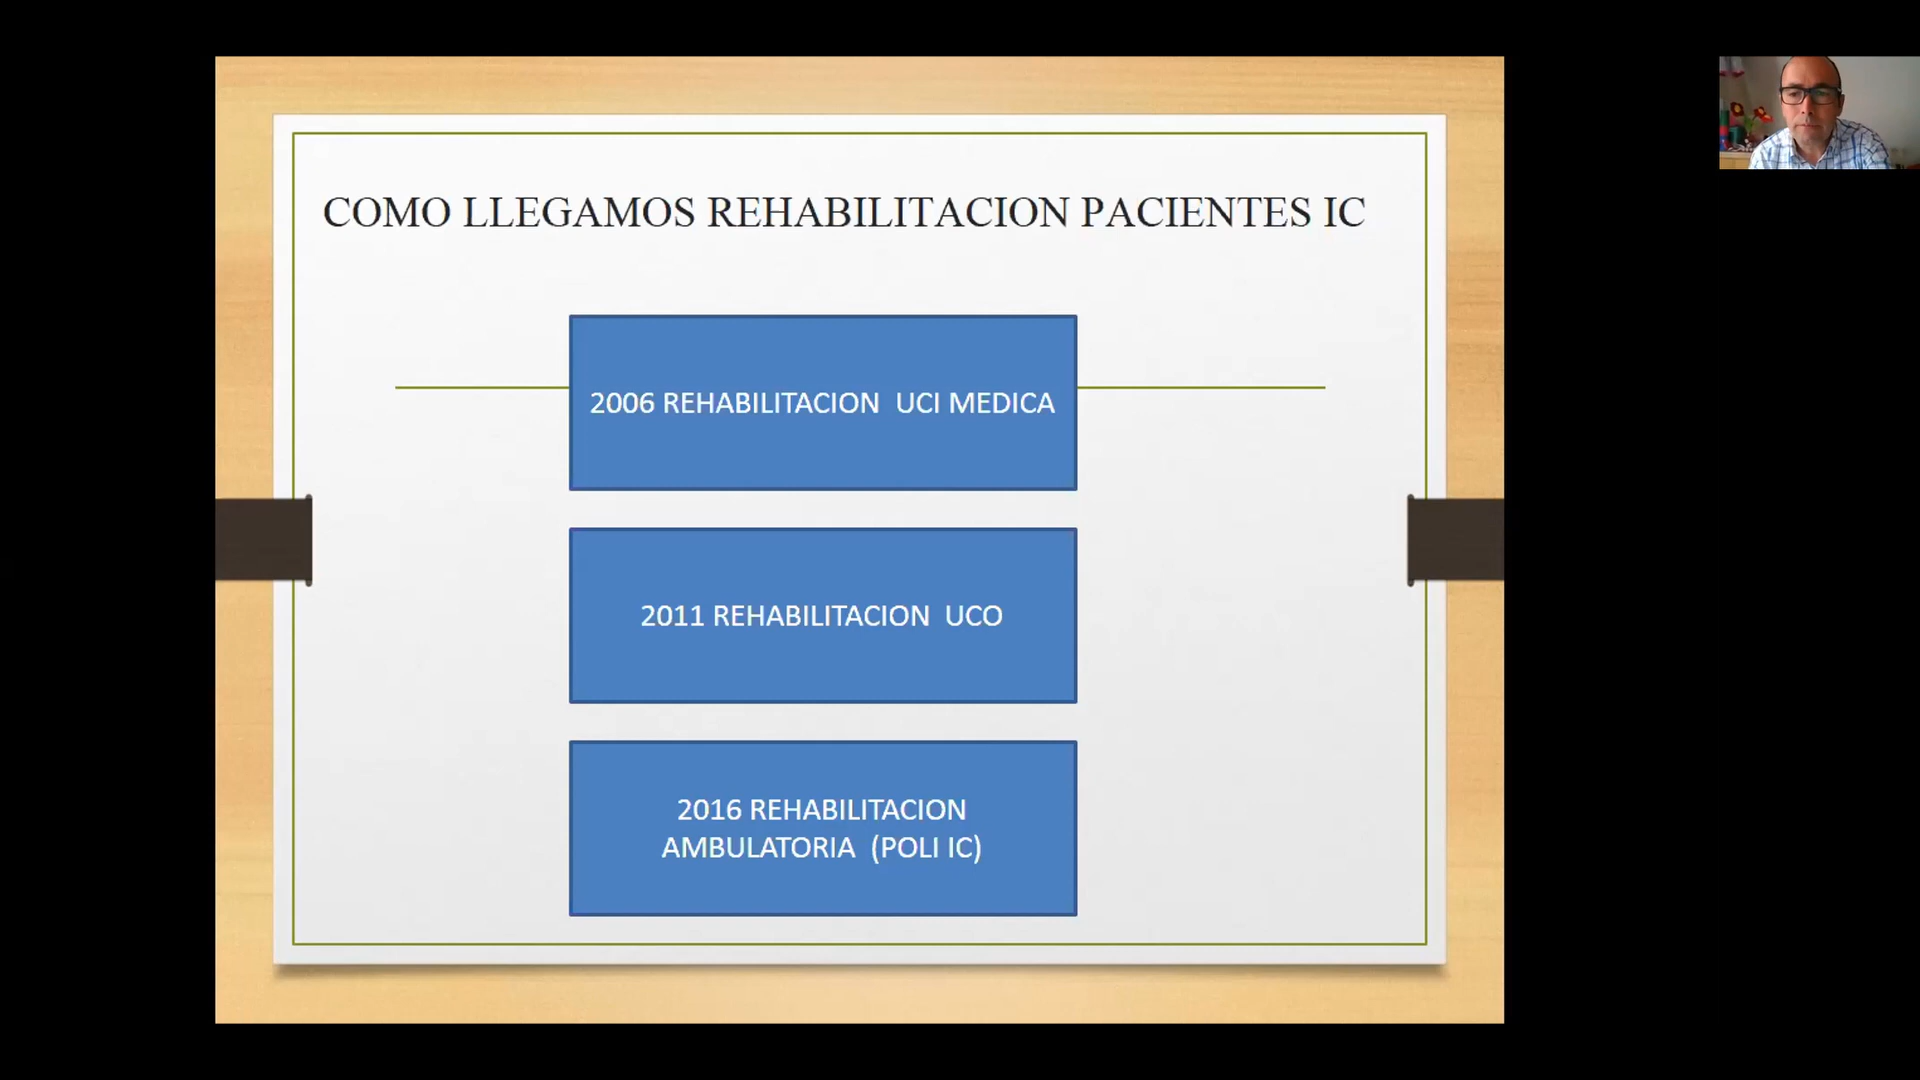 COMO LLEGAMOS REHABILITACION PACIENTES IC
2006 REHABILITACION  UCI MEDICA
2011 REHABILITACION  UCO
2016 REHABILITACION
AMBULATORIA  (POLI IC)